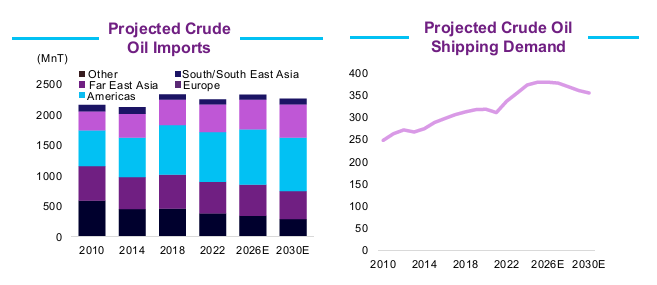 Projected Crude
Oil Imports
(MnT)
Other
South/South East Asia
Far East Asia
Europe
Americas
2500
2000
1500
1000
500
0
2010 2014 2018 2022 2026E 2030E
Projected Crude Oil
Shipping Demand
400
350
300
250
200
150
100
50
0
2010 2014 2018 2022 2026E 2030E